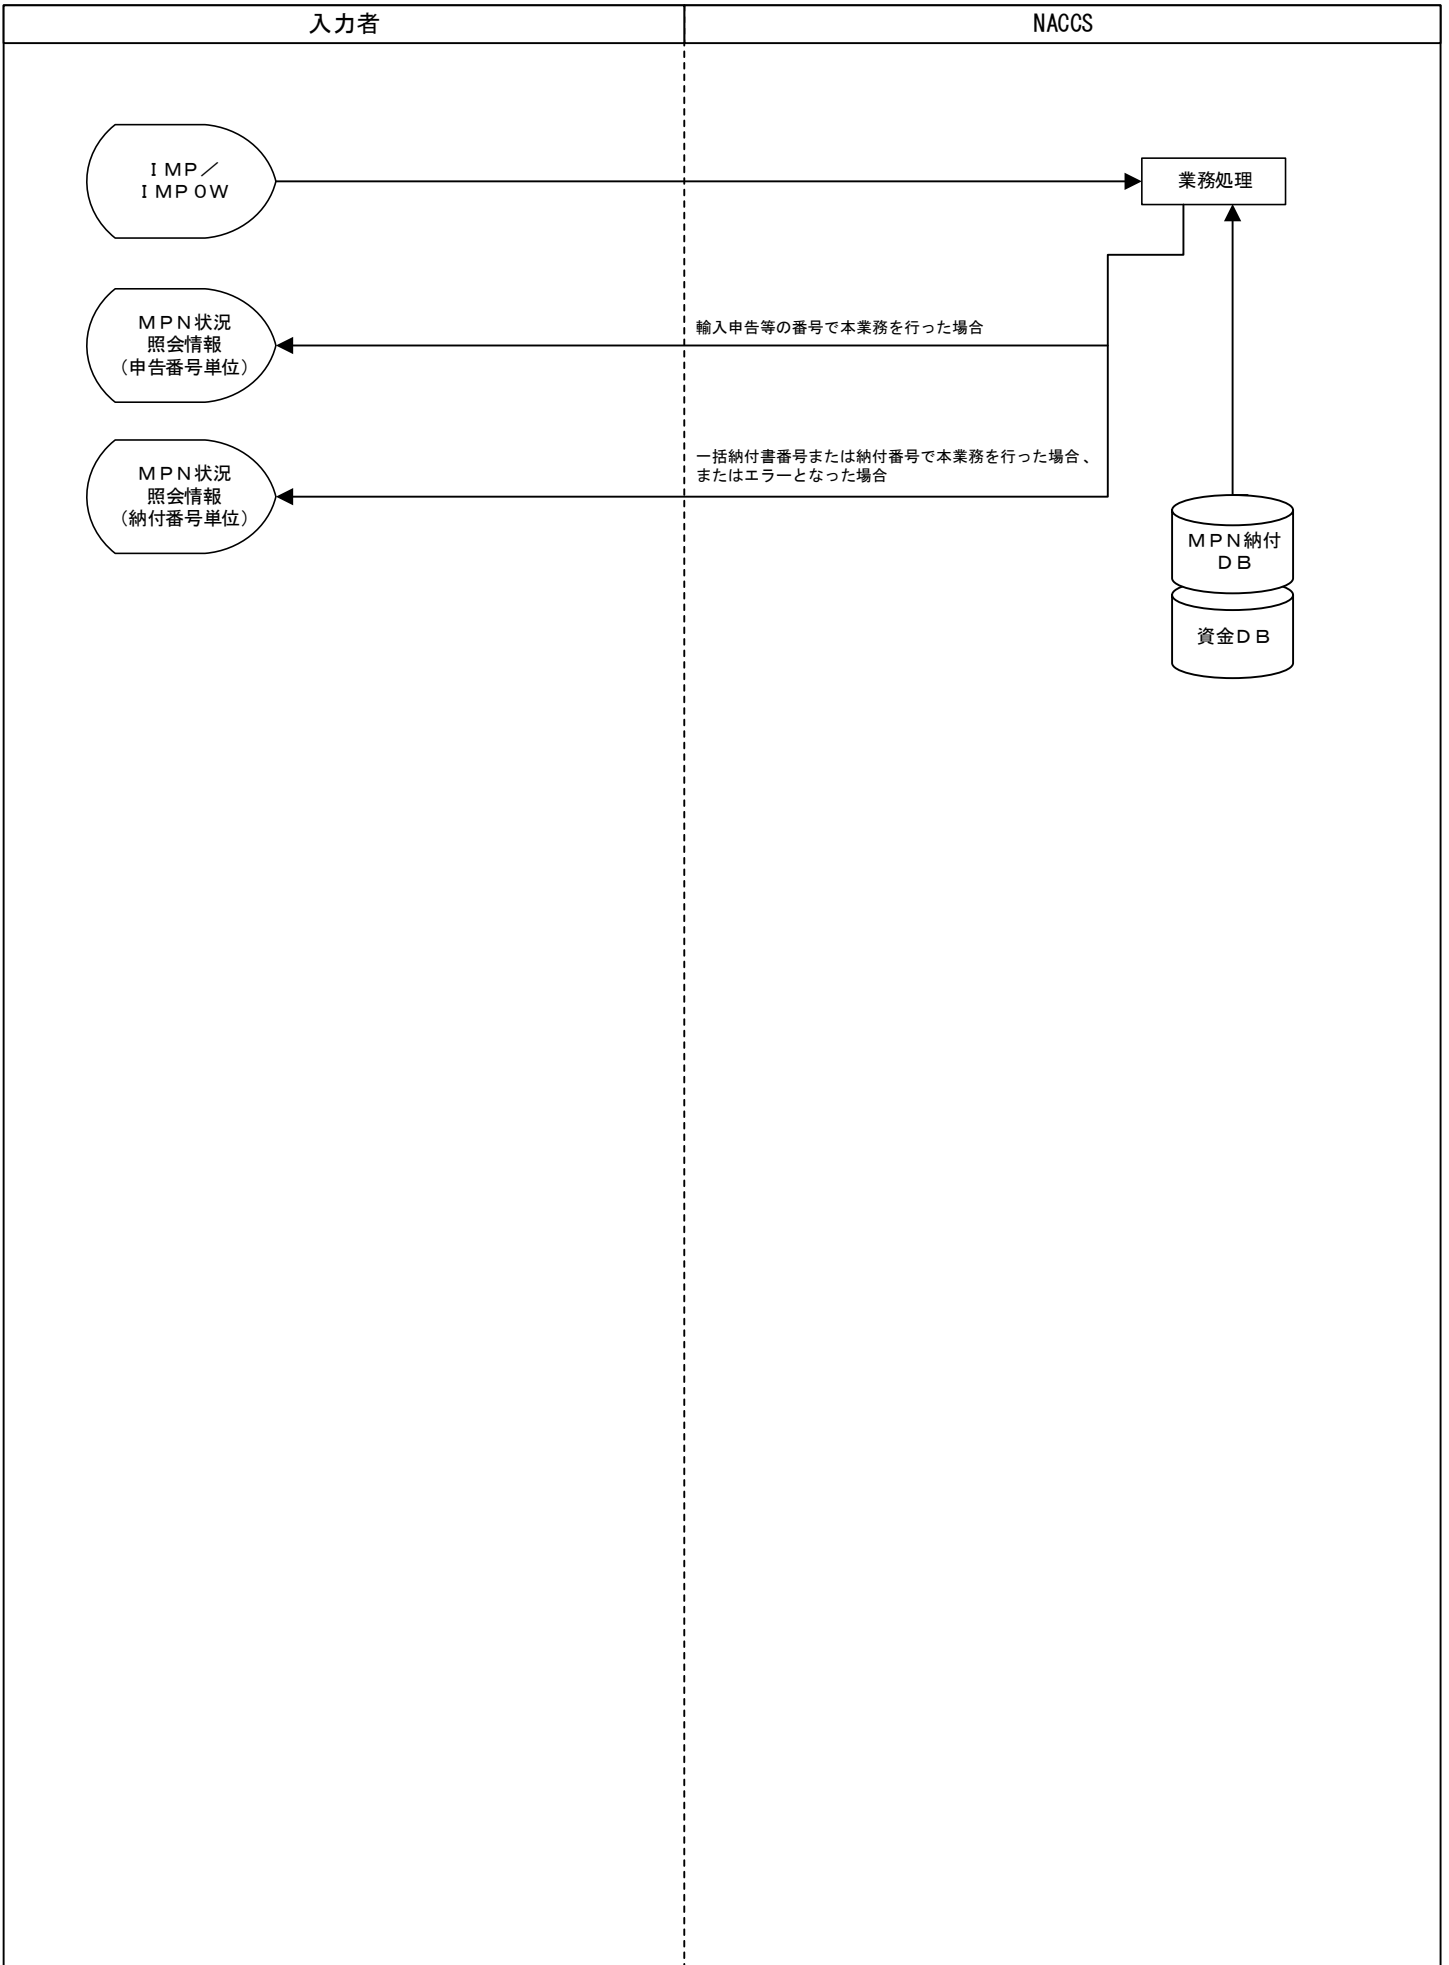 入力者
NACCS
ＩＭＰ／
ＩＭＰ０Ｗ
業務処理
ＭＰＮ状況
照会情報
（申告番号単位）
輸入申告等の番号で本業務を行った場合
ＭＰＮ状況
照会情報
（納付番号単位）
一括納付書番号または納付番号で本業務を行った場合、
またはエラーとなった場合
ＭＰＮ納付
ＤＢ
資金ＤＢ